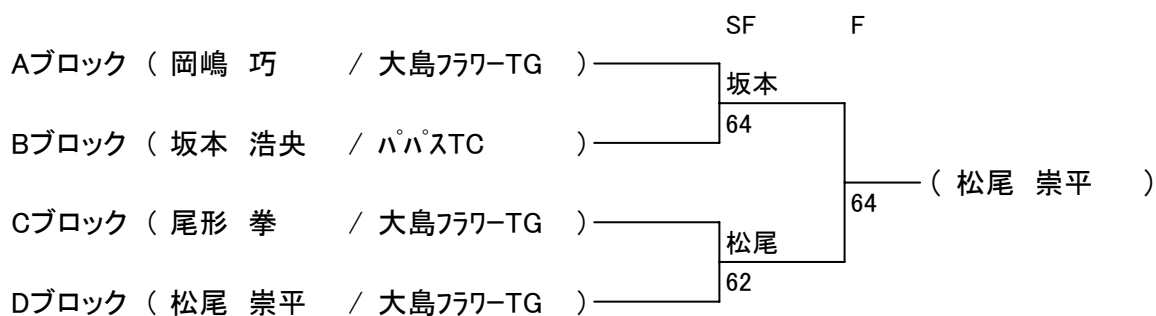 SF F
Aブロック ( 岡嶋 巧 / 大島ﾌﾗﾜｰTG )
坂本
64
Bブロック ( 坂本 浩央 / ﾊﾟﾊﾟｽTC )
( 松尾 崇平 )
64
Cブロック ( 尾形 拳 / 大島ﾌﾗﾜｰTG )
松尾
62
Dブロック ( 松尾 崇平 / 大島ﾌﾗﾜｰTG )